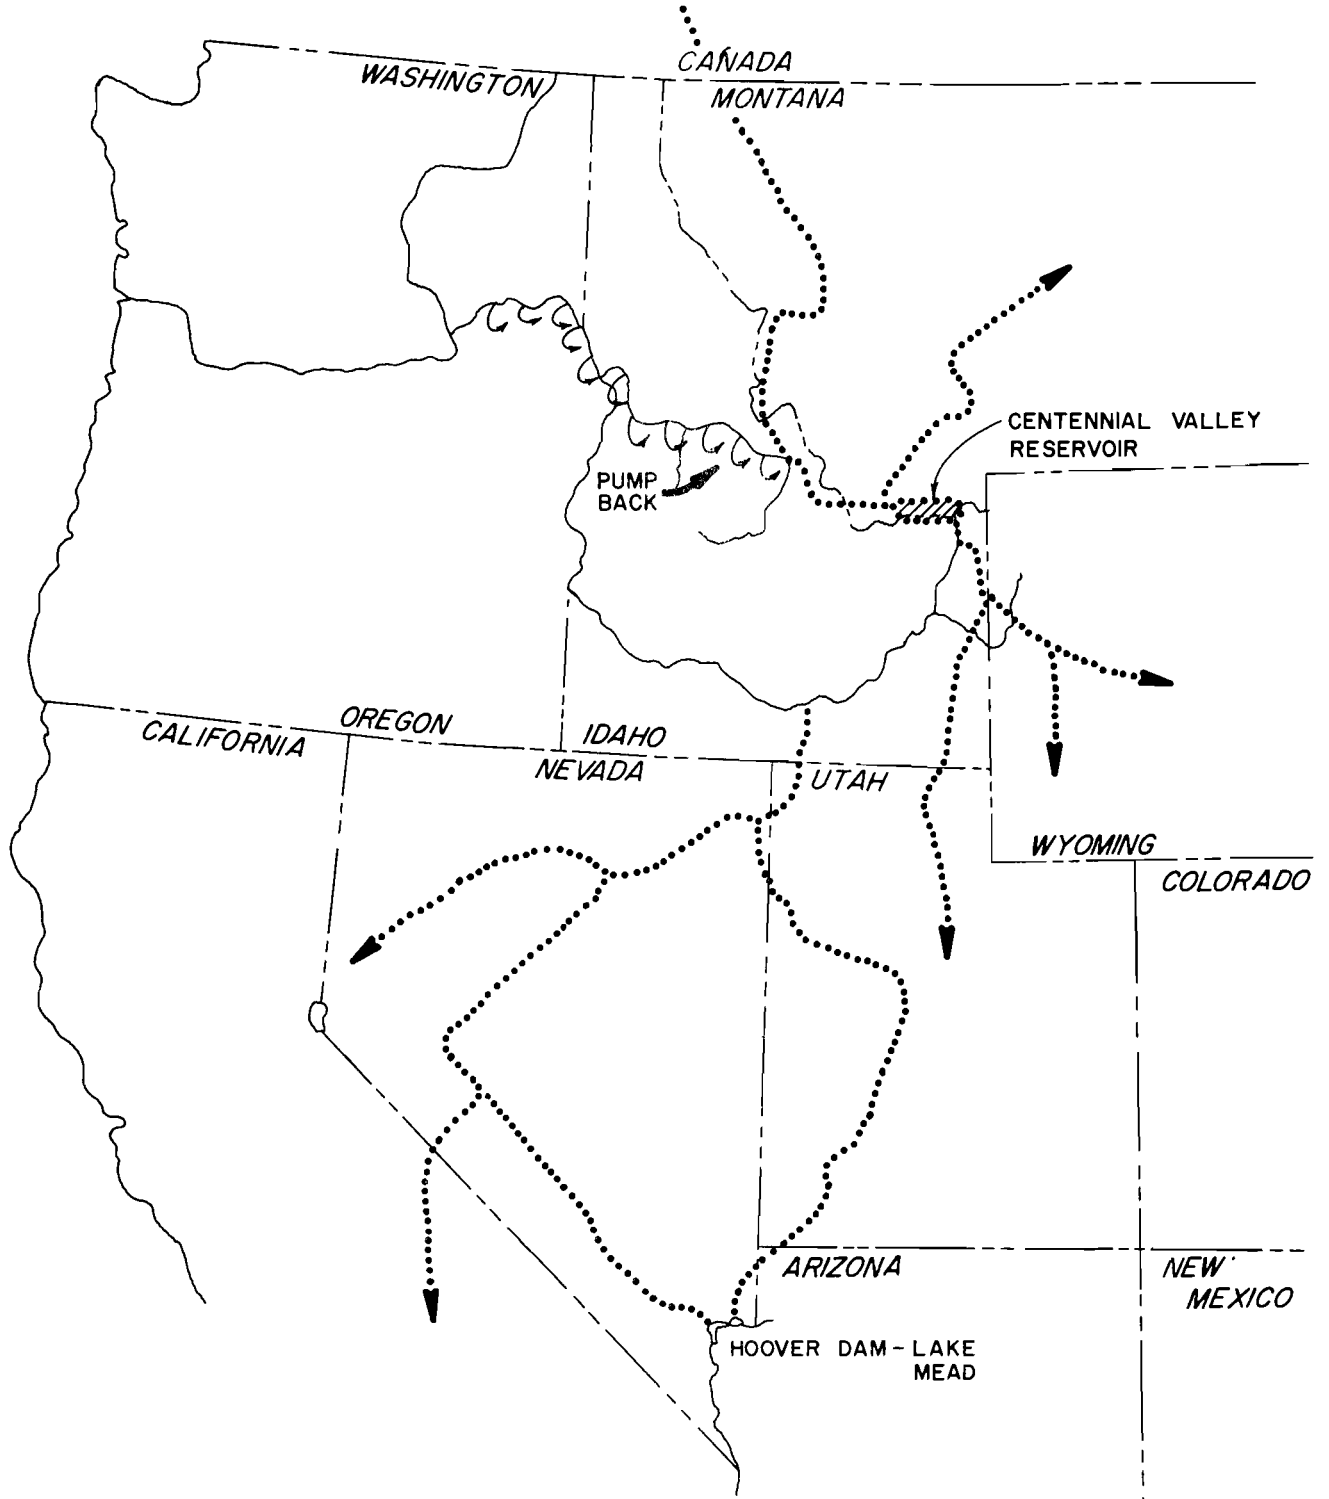 CANADA
WASHINGTON
MONTANA
CENTENNIAL VALLEY
RESERVOIR
PUMP
BACK
OREGON
CALIFORNIA
IDAHO
NEVADA
UTAH
WYOMING
COLORADO
ARIZONA
NEW
MEXICO
HOOVER DAM-LAKE
MEAD